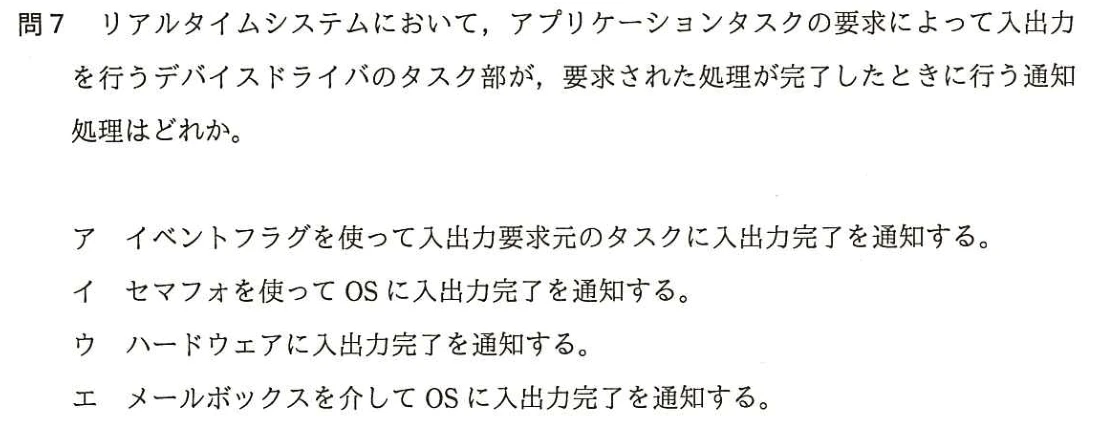 問7 リアルタイムシステムにおいて，アプリケーションタスクの要求によって入出力
を行うデバイスドライバのタスク部が，要求された処理が完了したときに行う通知
処理はどれか。
ア イベントフラグを使って入出力要求元のタスクに入出力完了を通知する。
イ セマフォを使って OS に入出力完了を通知する。
ウ ハードウェアに入出力完了を通知する。
エ メールボックスを介して OS に入出力完了を通知する。